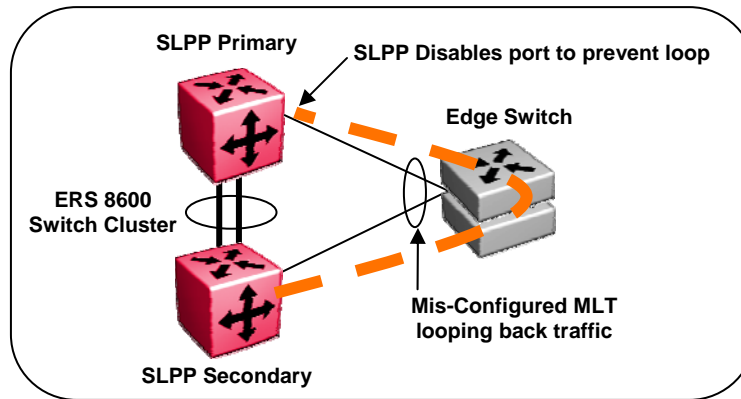 SLPP Primary
SLPP Disables port to prevent loop
Edge Switch
ERS 8600
Switch Cluster
Mis-Configured MLT
looping back traffic
SLPP Secondary